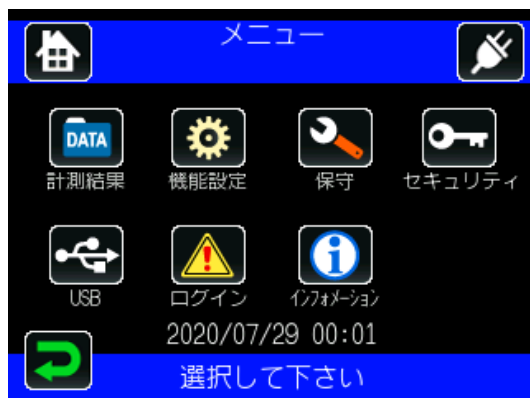 メニュー
DATA
計測結果
機能設定
保守
セキュリティ
USB
ログイン
インフォメーション
2020/07/29 00:01
選択して下さい